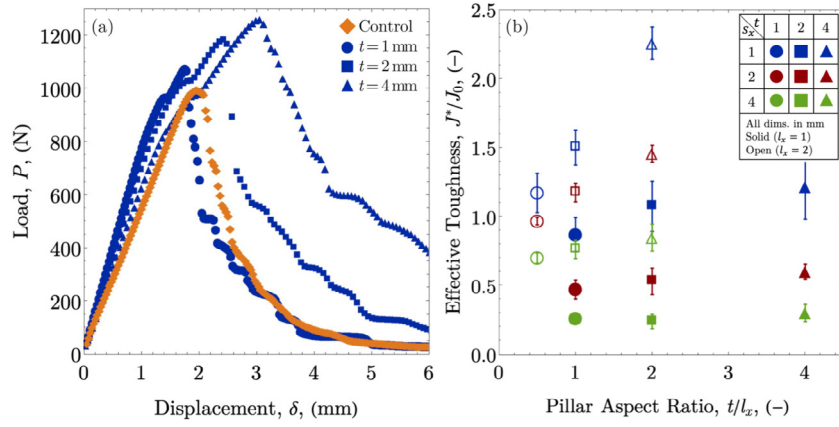 (a)
Control
t = 1 mm
t = 2 mm
t = 4 mm
Load, P, (N)
1200
1000
800
600
400
200
0
0 1 2 3 4 5 6
Displacement, δ, (mm)
(b)
Effective Toughness, J*/J₀, (–)
2.5
2.0
1.5
1.0
0.5
0.0
0 1 2 3 4
Pillar Aspect Ratio, t/lₓ, (–)
sₓ t 1 2 4
1
2
4
All dims. in mm
Solid (lₓ = 1)
Open (lₓ = 2)